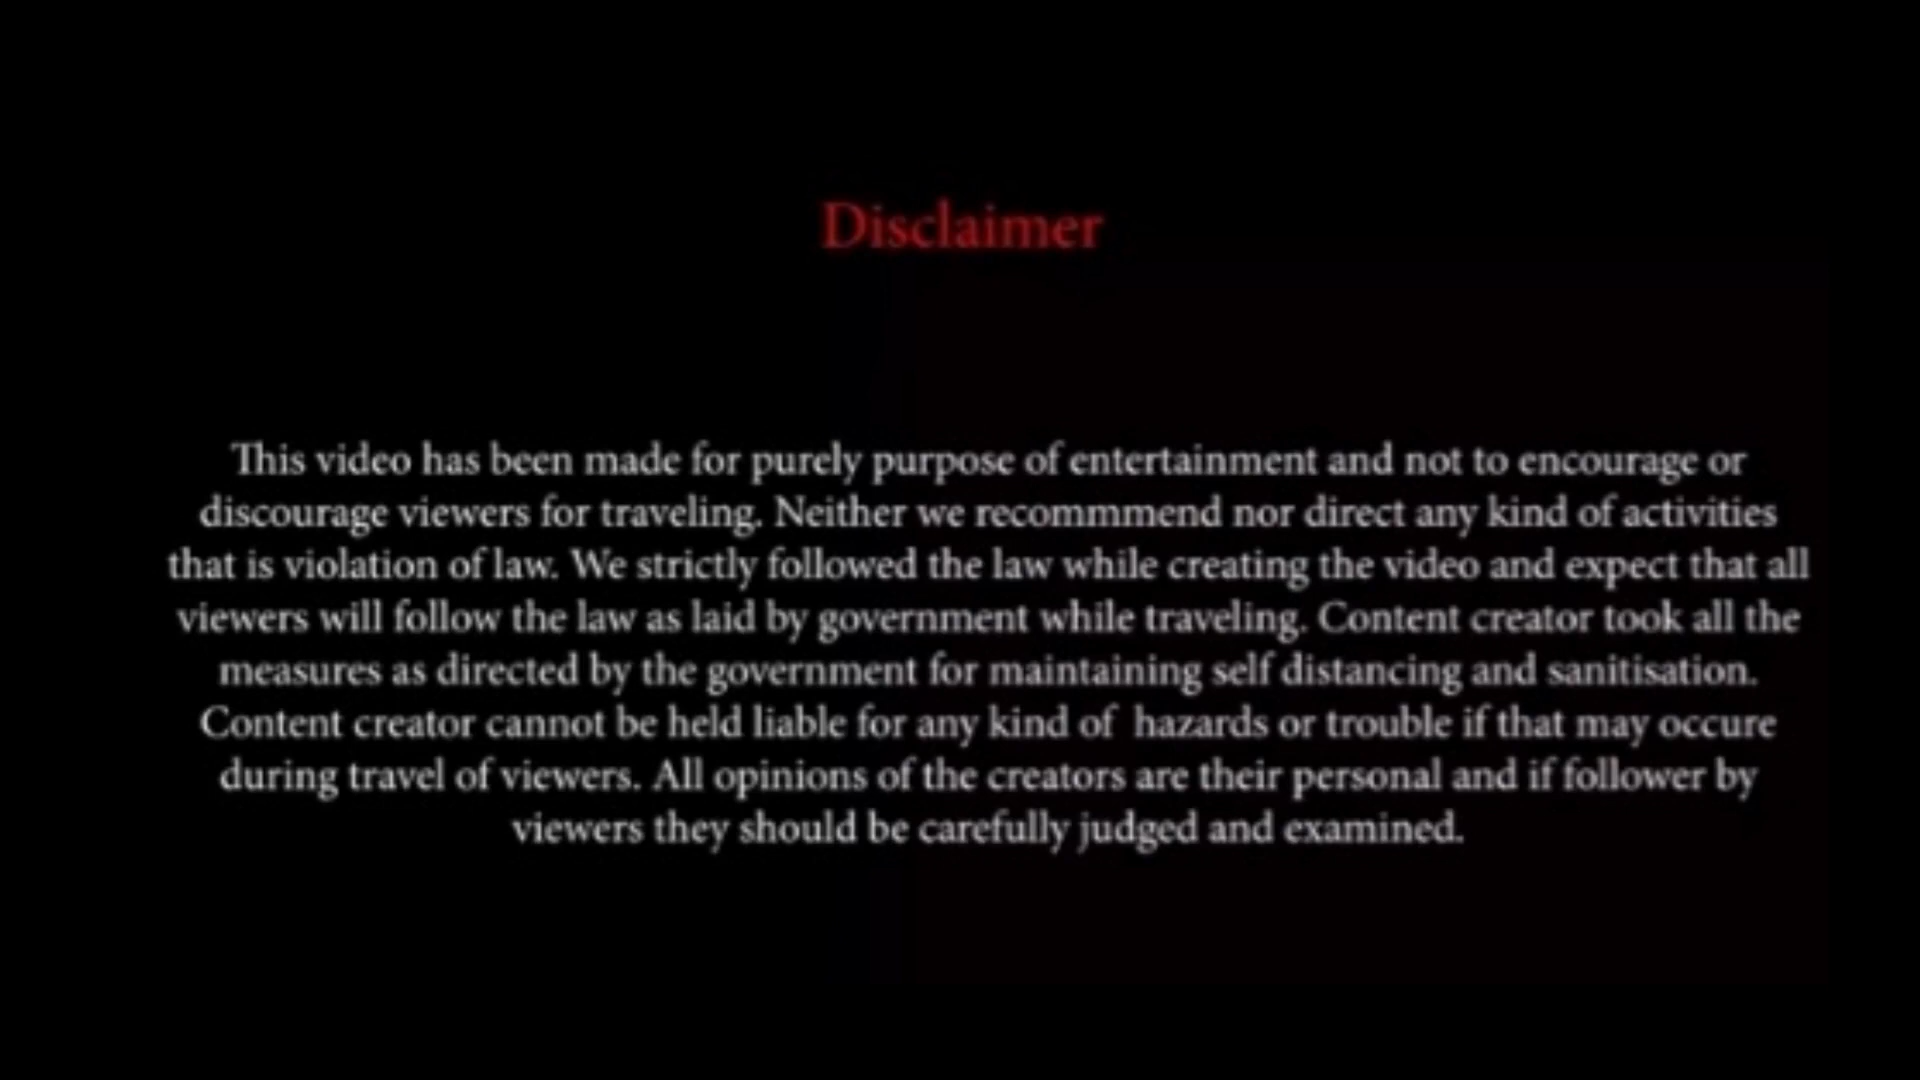 Disclaimer
This video has been made for purely purpose of entertainment and not to encourage or
discourage viewers for traveling. Neither we recommmend nor direct any kind of activities
that is violation of law. We strictly followed the law while creating the video and expect that all
viewers will follow the law as laid by government while traveling. Content creator took all the
measures as directed by the government for maintaining self distancing and sanitisation.
Content creator cannot be held liable for any kind of  hazards or trouble if that may occure
during travel of viewers. All opinions of the creators are their personal and if follower by
viewers they should be carefully judged and examined.